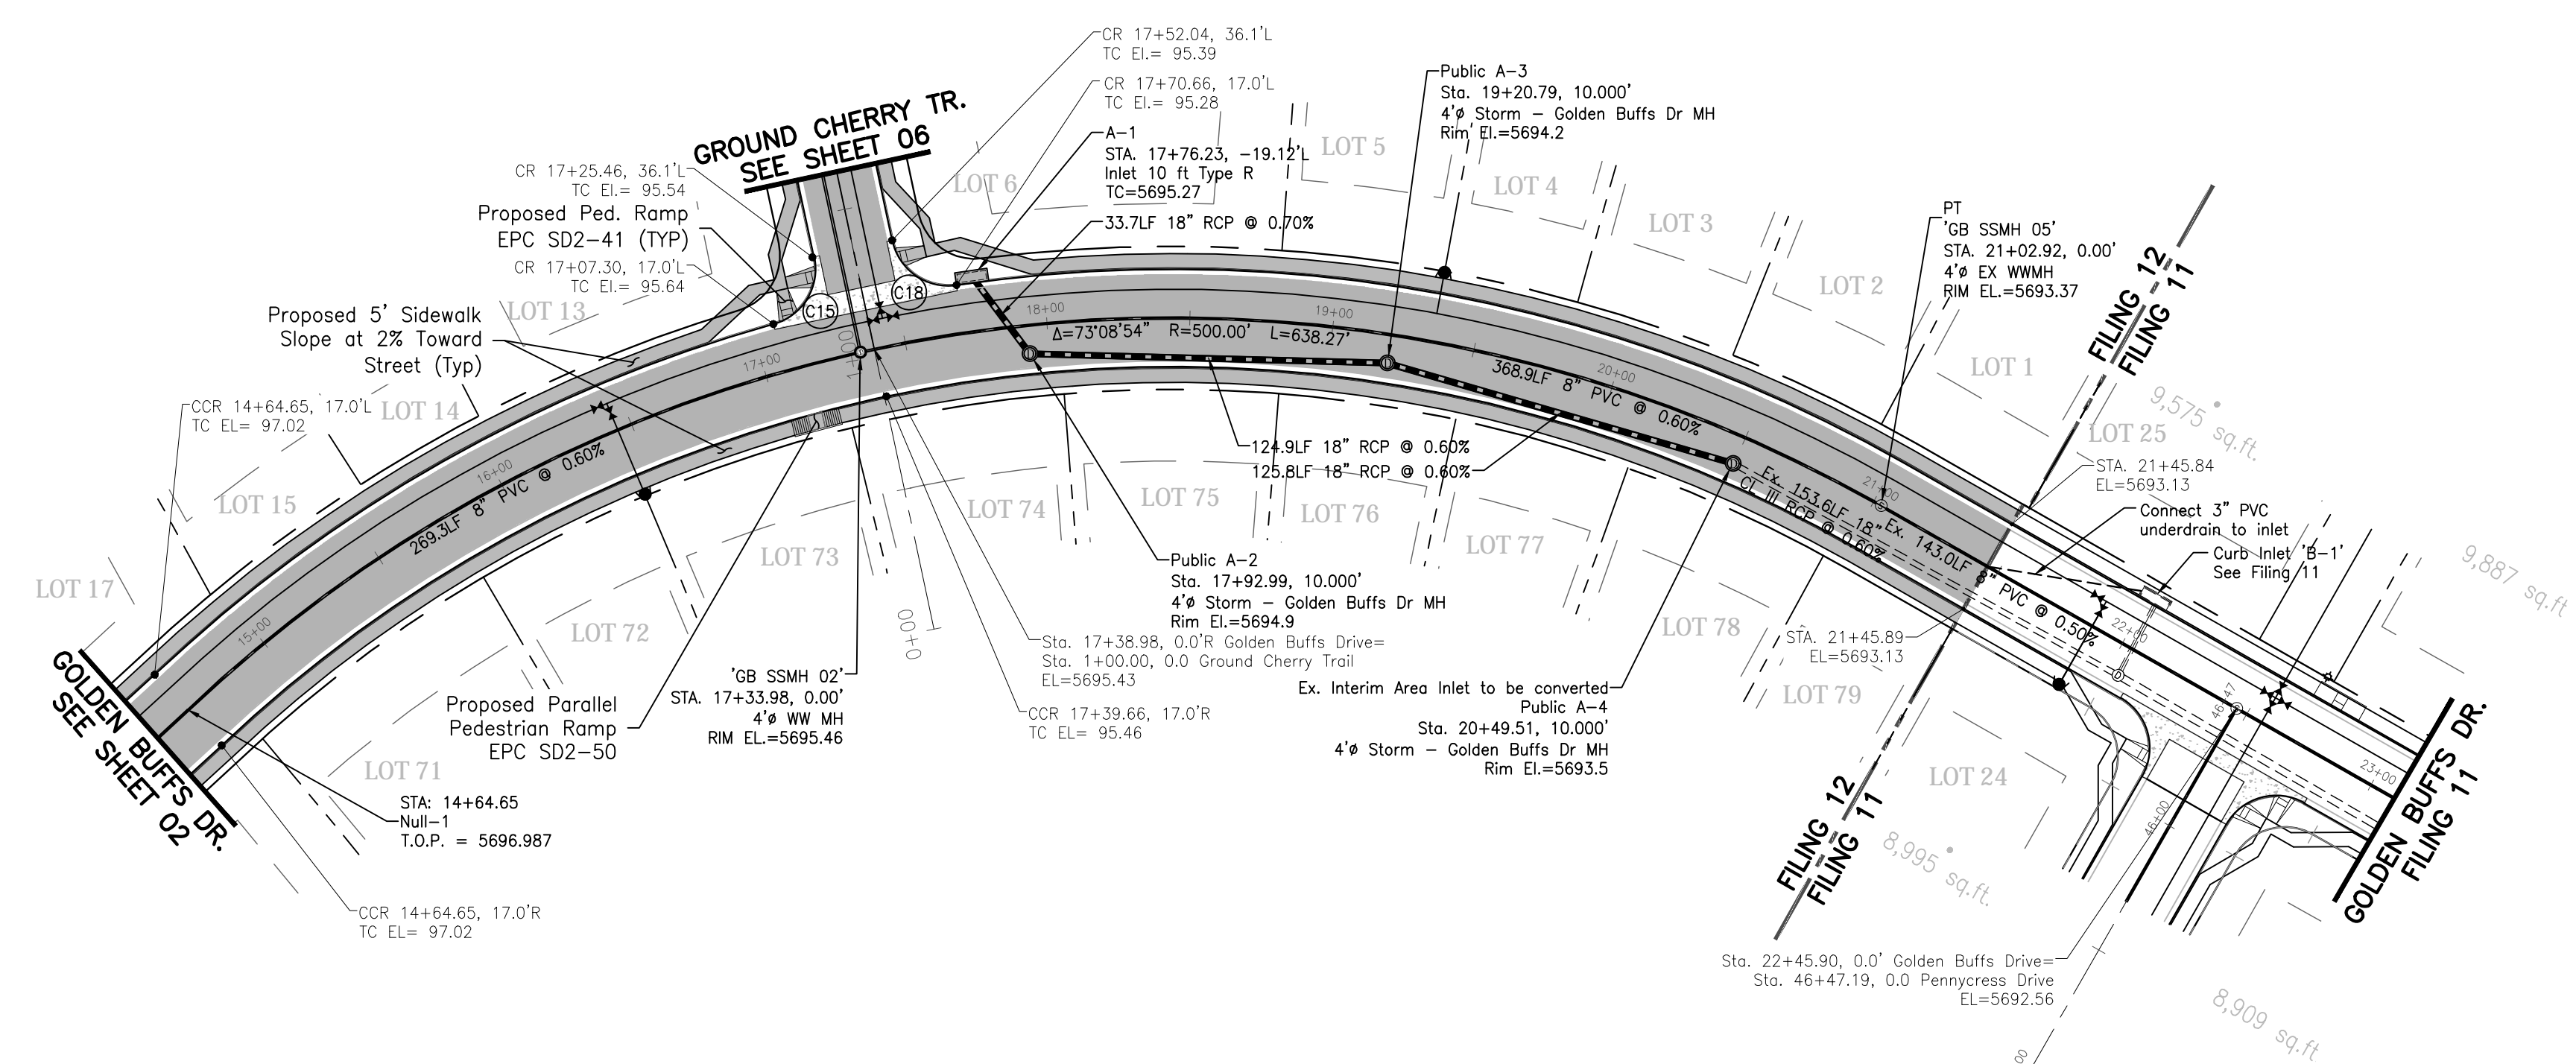 CR 17+52.04, 36.1'L
TC El.= 95.39
CR 17+70.66, 17.0'L
TC El.= 95.28
A-1
STA. 17+76.23, -19.12'L
Inlet 10 ft Type R
TC=5695.27
33.7LF 18" RCP @ 0.70%
Public A-3
Sta. 19+20.79, 10.000'
4'ø Storm - Golden Buffs Dr MH
Rim El.=5694.2
GROUND CHERRY TR.
SEE SHEET 06
CR 17+25.46, 36.1'L
TC El.= 95.54
Proposed Ped. Ramp
EPC SD2-41 (TYP)
CR 17+07.30, 17.0'L
TC El.= 95.64
Proposed 5' Sidewalk
Slope at 2% Toward
Street (Typ)
CCR 14+64.65, 17.0'L
TC EL= 97.02
LOT 6
LOT 5
LOT 4
LOT 3
LOT 2
LOT 1
LOT 25
LOT 13
LOT 14
LOT 15
LOT 17
PT
'GB SSMH 05'
STA. 21+02.92, 0.00'
4'ø EX WWMH
RIM EL.=5693.37
FILING 12
FILING 11
9,575 sq.ft.
STA. 21+45.84
EL=5693.13
Connect 3" PVC
underdrain to inlet
Curb Inlet 'B-1'
See Filing 11
9,887 sq.ft
C15
C18
15+00
16+00
17+00
18+00
19+00
20+00
21+00
22+00
23+00
1+00
0+00
Δ=73°08'54" R=500.00' L=638.27'
269.3LF 8" PVC @ 0.60%
368.9LF 8" PVC @ 0.60%
124.9LF 18" RCP @ 0.60%
125.8LF 18" RCP @ 0.60%
Ex. 153.6LF 18"
CL III RCP @ 0.60%
Ex. 143.0LF 8" PVC @ 0.50%
LOT 71
LOT 72
LOT 73
LOT 74
LOT 75
LOT 76
LOT 77
LOT 78
LOT 79
LOT 24
Public A-2
Sta. 17+92.99, 10.000'
4'ø Storm - Golden Buffs Dr MH
Rim El.=5694.9
Sta. 17+38.98, 0.0'R Golden Buffs Drive=
Sta. 1+00.00, 0.0 Ground Cherry Trail
EL=5695.43
CCR 17+39.66, 17.0'R
TC EL= 95.46
'GB SSMH 02'
STA. 17+33.98, 0.00'
4'ø WW MH
RIM EL.=5695.46
Proposed Parallel
Pedestrian Ramp
EPC SD2-50
Ex. Interim Area Inlet to be converted
Public A-4
Sta. 20+49.51, 10.000'
4'ø Storm - Golden Buffs Dr MH
Rim El.=5693.5
STA. 21+45.89
EL=5693.13
GOLDEN BUFFS DR.
SEE SHEET 02
STA: 14+64.65
Null-1
T.O.P. = 5696.987
CCR 14+64.65, 17.0'R
TC EL= 97.02
FILING 12
FILING 11
8,995 sq.ft.
46+47
46+00
GOLDEN BUFFS DR.
FILING 11
Sta. 22+45.90, 0.0' Golden Buffs Drive=
Sta. 46+47.19, 0.0 Pennycress Drive
EL=5692.56
8,909 sq.ft
00